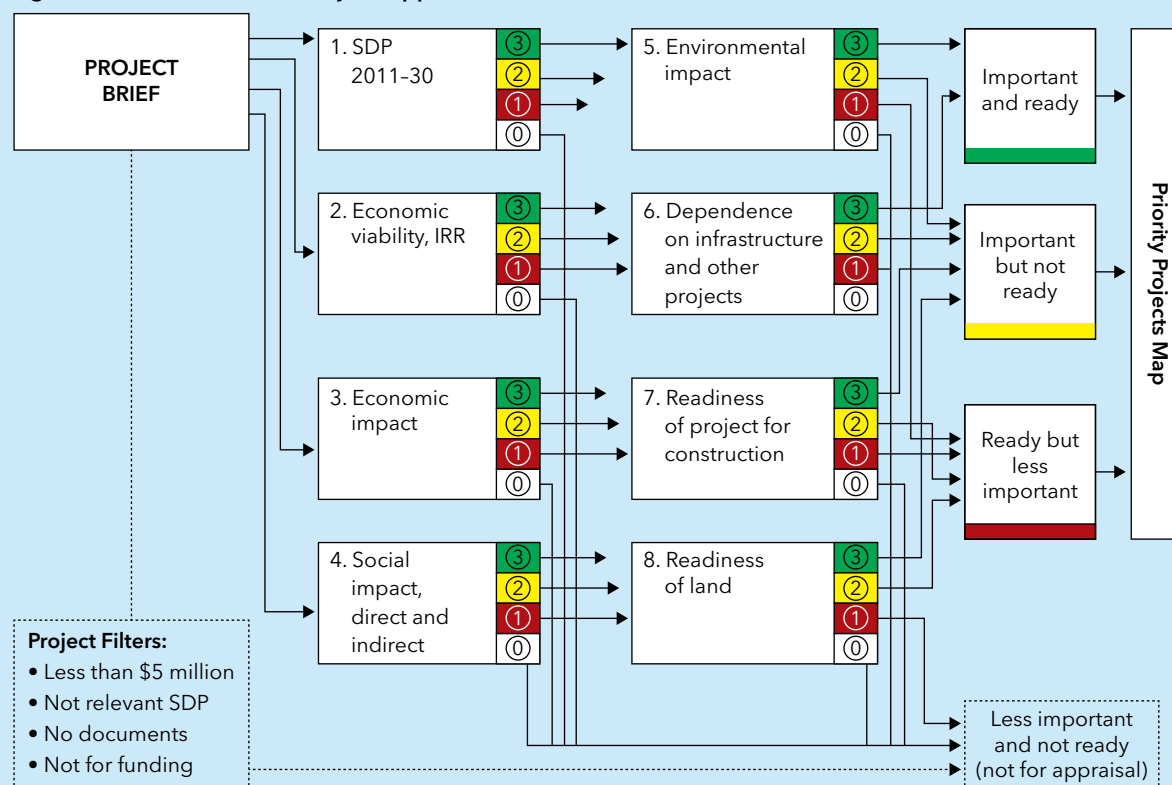 PROJECT
BRIEF
1. SDP
2011–30
3
2
1
0
5. Environmental
impact
3
2
1
0
Important
and ready
2. Economic
viability, IRR
3
2
1
0
6. Dependence
on infrastructure
and other
projects
3
2
1
0
Important
but not
ready
3. Economic
impact
3
2
1
0
7. Readiness
of project for
construction
3
2
1
0
Ready but
less
important
4. Social
impact,
direct and
indirect
3
2
1
0
8. Readiness
of land
3
2
1
0
Priority Projects Map
Project Filters:
• Less than $5 million
• Not relevant SDP
• No documents
• Not for funding
Less important
and not ready
(not for appraisal)